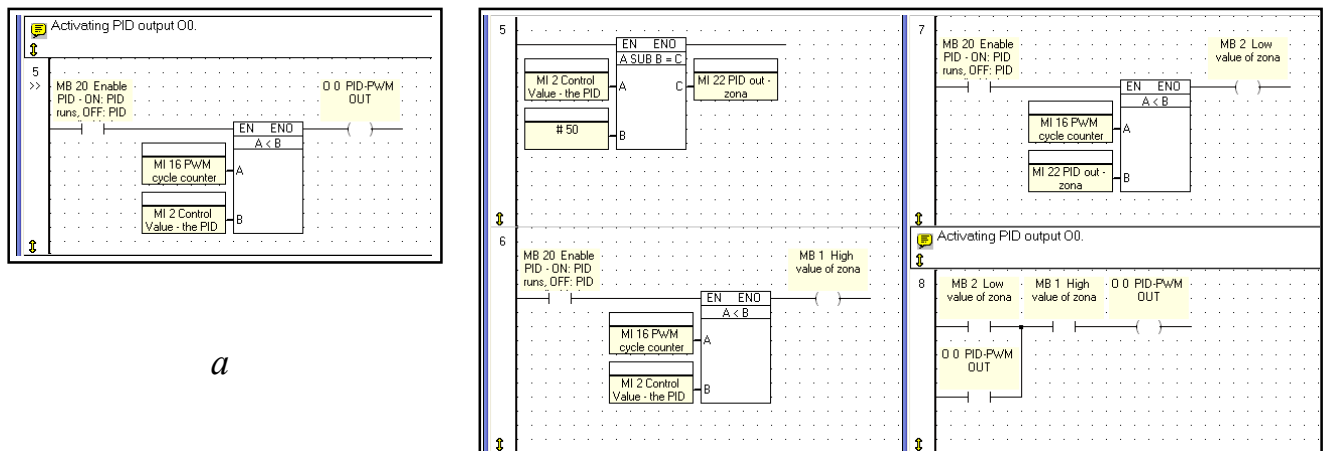 Activating PID output O0.
5
>>
MB 20 Enable
PID - ON: PID
runs, OFF: PID
O 0 PID-PWM
OUT
EN ENO
A < B
MI 16 PWM
cycle counter
A
MI 2 Control
Value - the PID
B
a
5
EN ENO
A SUB B = C
MI 2 Control
Value - the PID
A
C
MI 22 PID out -
zona
# 50
B
6
MB 20 Enable
PID - ON: PID
runs, OFF: PID
MB 1 High
value of zona
EN ENO
A < B
MI 16 PWM
cycle counter
A
MI 2 Control
Value - the PID
B
7
MB 20 Enable
PID - ON: PID
runs, OFF: PID
MB 2 Low
value of zona
EN ENO
A < B
MI 16 PWM
cycle counter
A
MI 22 PID out -
zona
B
Activating PID output O0.
8
MB 2 Low
value of zona
MB 1 High
value of zona
O 0 PID-PWM
OUT
O 0 PID-PWM
OUT